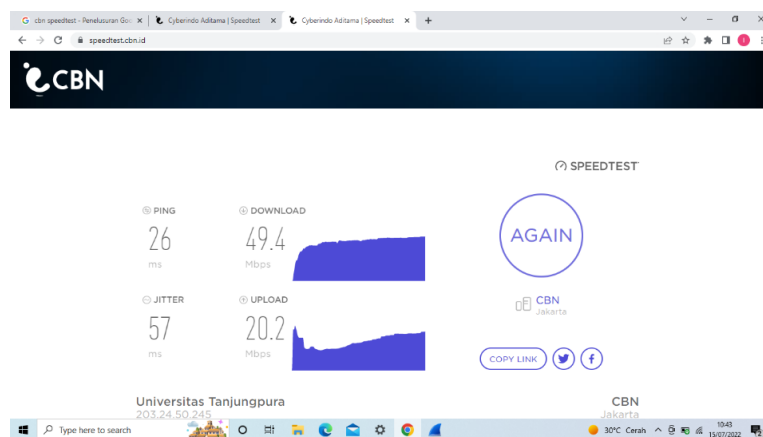 cbn speedtest - Penelusuran Goo
Cyberindo Aditama | Speedtest
Cyberindo Aditama | Speedtest
speedtest.cbn.id
CBN
SPEEDTEST
PING
DOWNLOAD
26
49.4
ms
Mbps
AGAIN
JITTER
UPLOAD
CBN
Jakarta
57
20.2
ms
Mbps
COPY LINK
Universitas Tanjungpura
CBN
203.24.50.245
Jakarta
Type here to search
30°C Cerah
10:43
15/07/2022